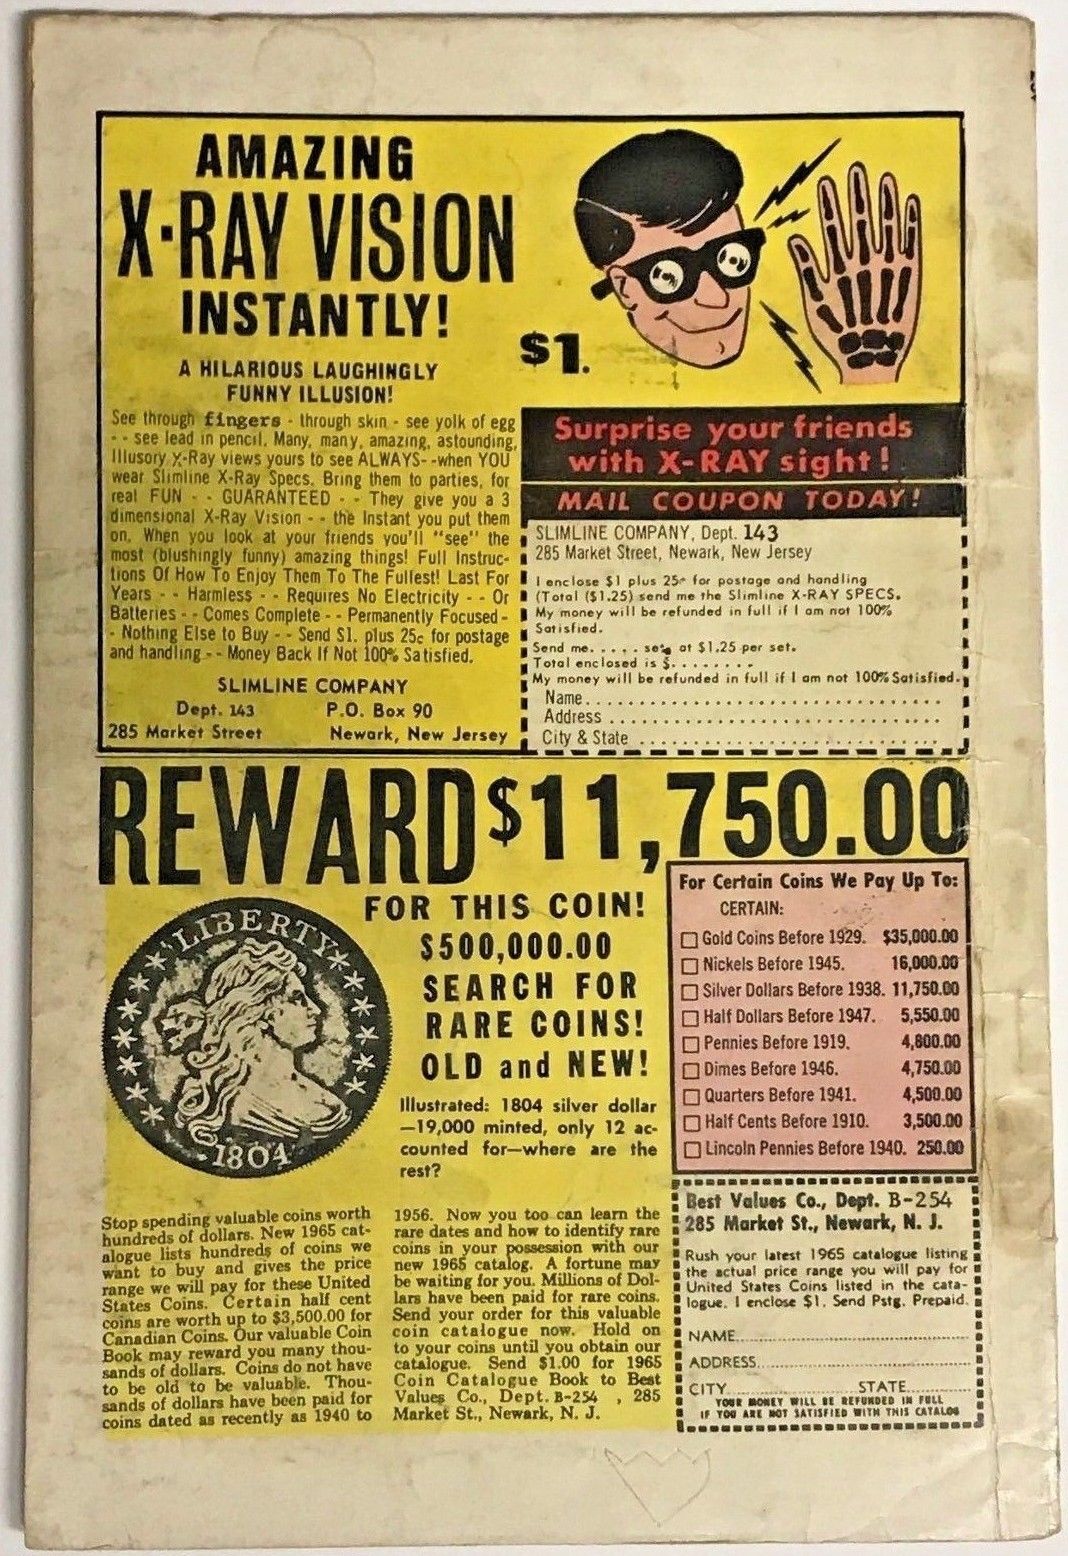 AMAZING
X-RAY VISION
INSTANTLY!
A HILARIOUS LAUGHINGLY
FUNNY ILLUSION!
See through fingers - through skin - see yolk of egg
- - see lead in pencil. Many, many, amazing, astounding,
Illusory X-Ray views yours to see ALWAYS--when YOU
wear Slimline X-Ray Specs. Bring them to parties, for
real FUN - - GUARANTEED - - They give you a 3
dimensional X-Ray Vision - - the Instant you put them
on. When you look at your friends you'll "see" the
most (blushingly funny) amazing things! Full Instruc-
tions Of How To Enjoy Them To The Fullest! Last For
Years - - Harmless - - Requires No Electricity - - Or
Batteries - - Comes Complete - - Permanently Focused -
- Nothing Else to Buy - - Send $1. plus 25c for postage
and handling - - Money Back If Not 100% Satisfied.
SLIMLINE COMPANY
Dept. 143 P.O. Box 90
285 Market Street Newark, New Jersey
$1.
Surprise your friends
with X-RAY sight!
MAIL COUPON TODAY!
SLIMLINE COMPANY, Dept. 143
285 Market Street, Newark, New Jersey
I enclose $1 plus 25¢ for postage and handling
(Total ($1.25) send me the Slimline X-RAY SPECS.
My money will be refunded in full if I am not 100%
Satisfied.
Send me..... sets at $1.25 per set.
Total enclosed is $........
My money will be refunded in full if I am not 100% Satisfied.
Name....................................
Address..................................
City & State ...............................
REWARD $11,750.00
FOR THIS COIN!
$500,000.00
SEARCH FOR
RARE COINS!
OLD and NEW!
LIBERTY
1804
Illustrated: 1804 silver dollar
—19,000 minted, only 12 ac-
counted for—where are the
rest?
For Certain Coins We Pay Up To:
CERTAIN:
Gold Coins Before 1929. $35,000.00
Nickels Before 1945. 16,000.00
Silver Dollars Before 1938. 11,750.00
Half Dollars Before 1947. 5,550.00
Pennies Before 1919. 4,800.00
Dimes Before 1946. 4,750.00
Quarters Before 1941. 4,500.00
Half Cents Before 1910. 3,500.00
Lincoln Pennies Before 1940. 250.00
Stop spending valuable coins worth
hundreds of dollars. New 1965 cat-
alogue lists hundreds of coins we
want to buy and gives the price
range we will pay for these United
States Coins. Certain half cent
coins are worth up to $3,500.00 for
Canadian Coins. Our valuable Coin
Book may reward you many thou-
sands of dollars. Coins do not have
to be old to be valuable. Thou-
sands of dollars have been paid for
coins dated as recently as 1940 to
1956. Now you too can learn the
rare dates and how to identify rare
coins in your possession with our
new 1965 catalog. A fortune may
be waiting for you. Millions of Dol-
lars have been paid for rare coins.
Send your order for this valuable
coin catalogue now. Hold on
to your coins until you obtain our
catalogue. Send $1.00 for 1965
Coin Catalogue Book to Best
Values Co., Dept. B-254 , 285
Market St., Newark, N. J.
Best Values Co., Dept. B-254
285 Market St., Newark, N. J.
Rush your latest 1965 catalogue listing
the actual price range you will pay for
United States Coins listed in the cata-
logue. I enclose $1. Send Pstg. Prepaid.
NAME..............................
ADDRESS..............................
CITY.................. STATE..............
YOUR MONEY WILL BE REFUNDED IN FULL
IF YOU ARE NOT SATISFIED WITH THIS CATALOG